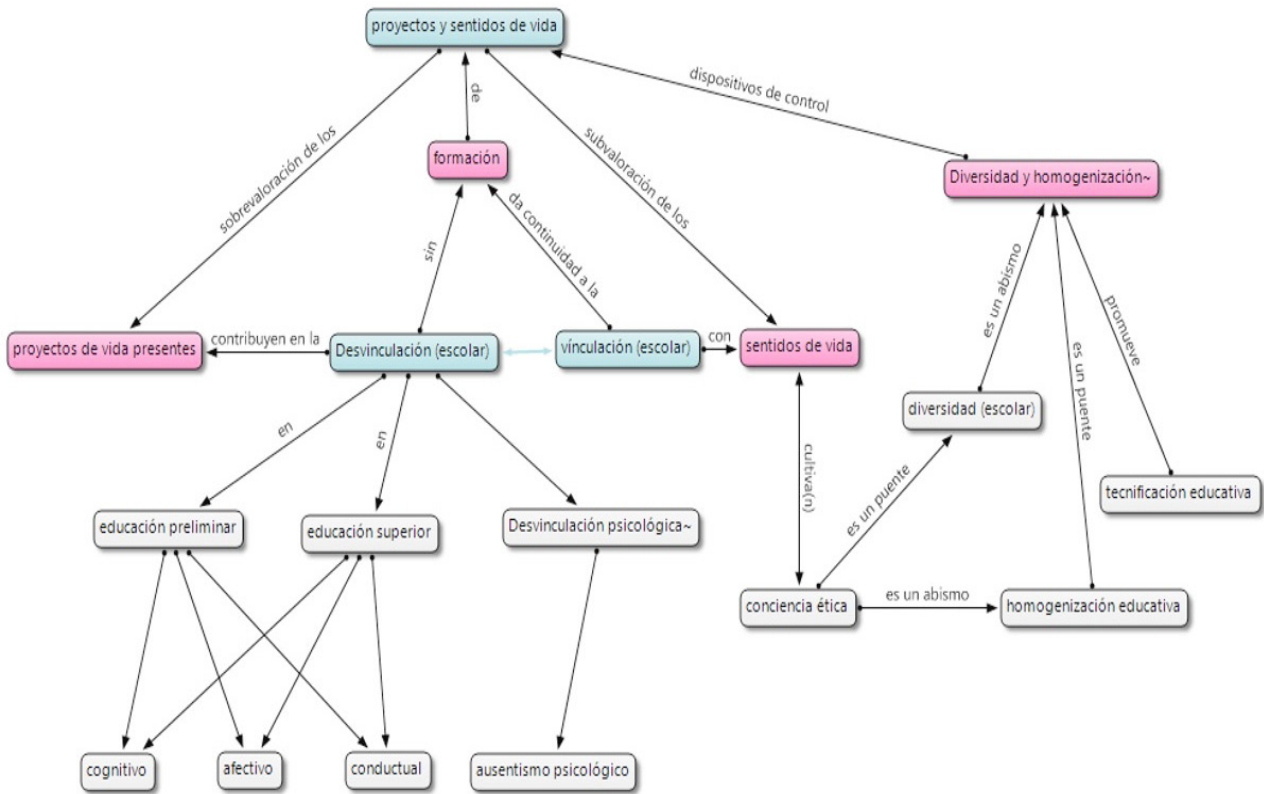 proyectos y sentidos de vida
dispositivos de control
de
sobrevaloración de los
subvaloración de los
formación
Diversidad y homogenización~
sin
da continuidad a la
es un abismo
promueve
es un puente
proyectos de vida presentes
contribuyen en la
Desvinculación (escolar)
vínculación (escolar)
con
sentidos de vida
diversidad (escolar)
en
en
cultiva(n)
es un puente
tecnificación educativa
educación preliminar
educación superior
Desvinculación psicológica~
conciencia ética
es un abismo
homogenización educativa
cognitivo
afectivo
conductual
ausentismo psicológico